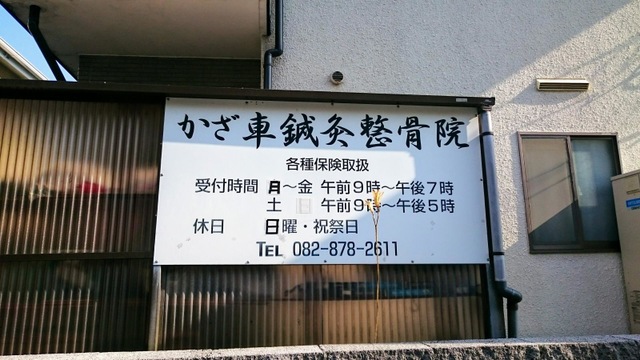 かざ車鍼灸整骨院
各種保険取扱
受付時間 月～金 午前9時～午後7時
土 午前9時～午後5時
休日 日曜・祝祭日
TEL 082-878-2611